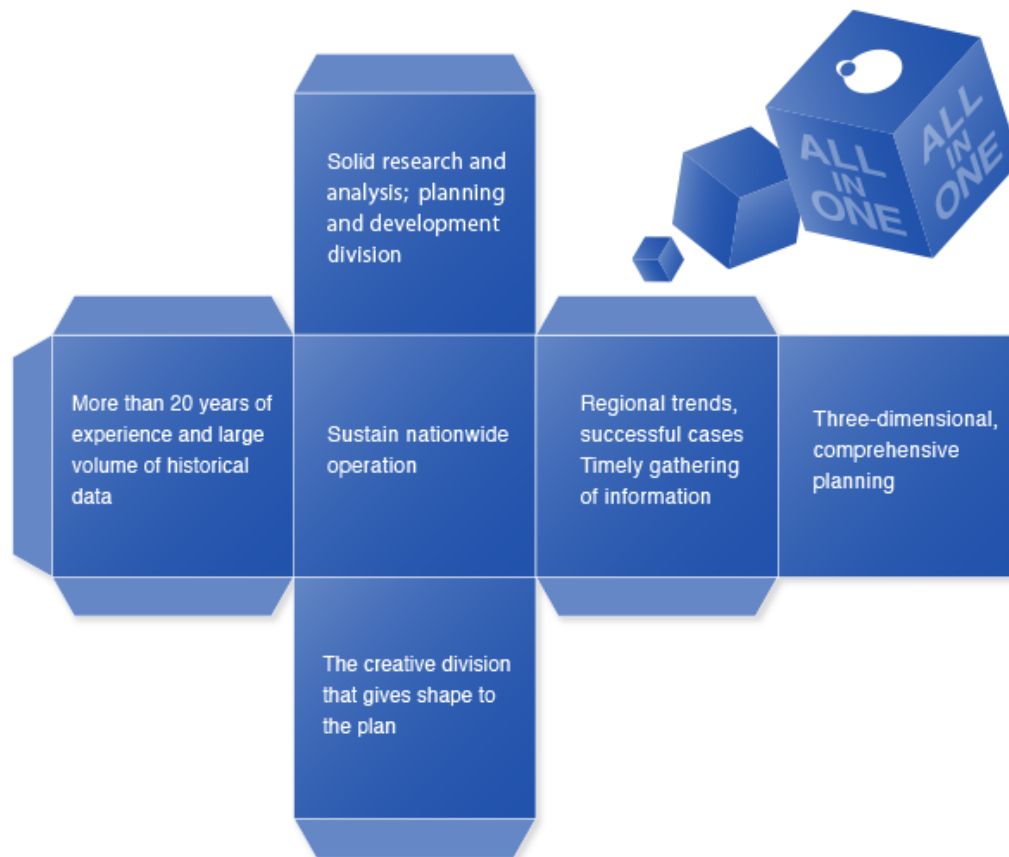 ALL
IN
ONE
ALL
IN
ONE
Solid research and
analysis; planning
and development
division
More than 20 years of
experience and large
volume of historical
data
Sustain nationwide
operation
Regional trends,
successful cases
Timely gathering
of information
Three-dimensional,
comprehensive
planning
The creative division
that gives shape to
the plan